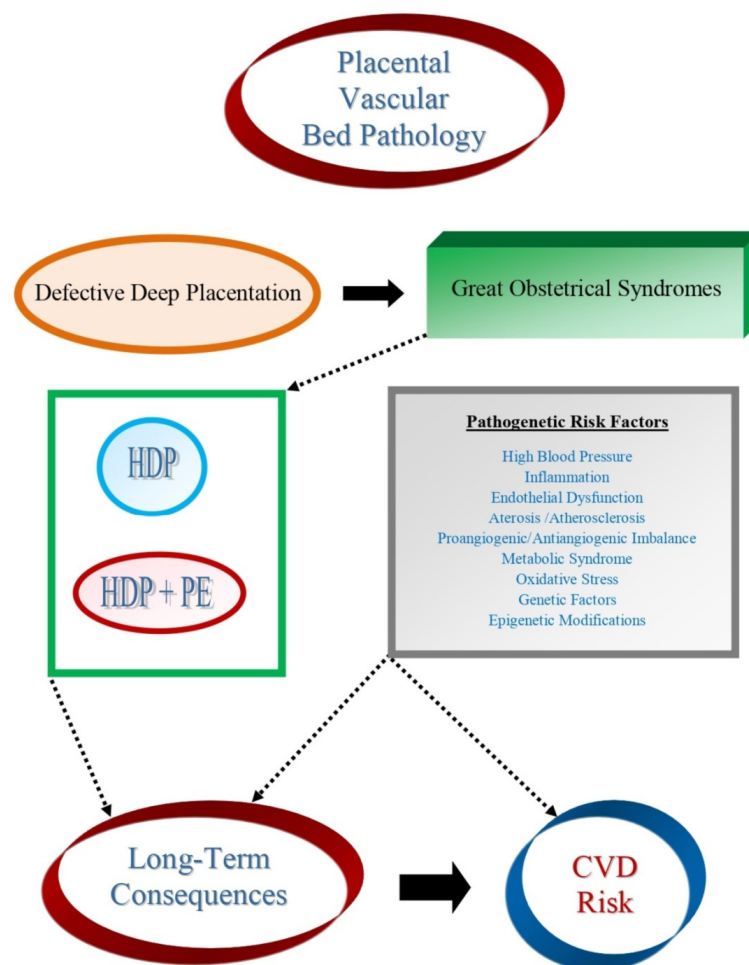 Placental
Vascular
Bed Pathology
Defective Deep Placentation
Great Obstetrical Syndromes
HDP
HDP + PE
Pathogenetic Risk Factors
High Blood Pressure
Inflammation
Endothelial Dysfunction
Aterosis /Atherosclerosis
Proangiogenic/Antiangiogenic Imbalance
Metabolic Syndrome
Oxidative Stress
Genetic Factors
Epigenetic Modifications
Long-Term
Consequences
CVD
Risk